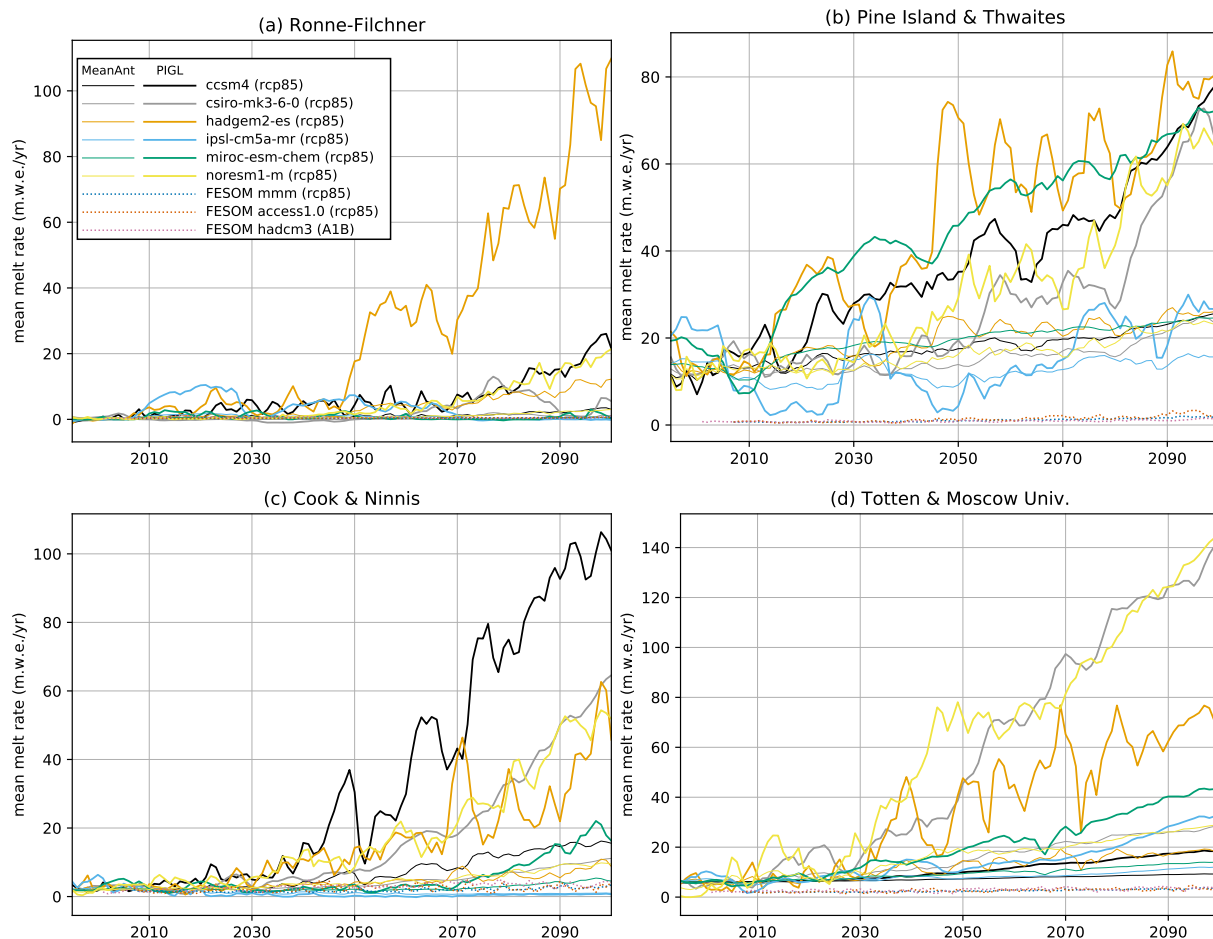 (a) Ronne-Filchner
mean melt rate (m.w.e./yr)
0
20
40
60
80
100
2010 2030 2050 2070 2090
MeanAnt PIGL
ccsm4 (rcp85)
csiro-mk3-6-0 (rcp85)
hadgem2-es (rcp85)
ipsl-cm5a-mr (rcp85)
miroc-esm-chem (rcp85)
noresm1-m (rcp85)
FESOM mmm (rcp85)
FESOM access1.0 (rcp85)
FESOM hadcm3 (A1B)
(b) Pine Island & Thwaites
mean melt rate (m.w.e./yr)
0
20
40
60
80
2010 2030 2050 2070 2090
(c) Cook & Ninnis
mean melt rate (m.w.e./yr)
0
20
40
60
80
100
2010 2030 2050 2070 2090
(d) Totten & Moscow Univ.
mean melt rate (m.w.e./yr)
0
20
40
60
80
100
120
140
2010 2030 2050 2070 2090